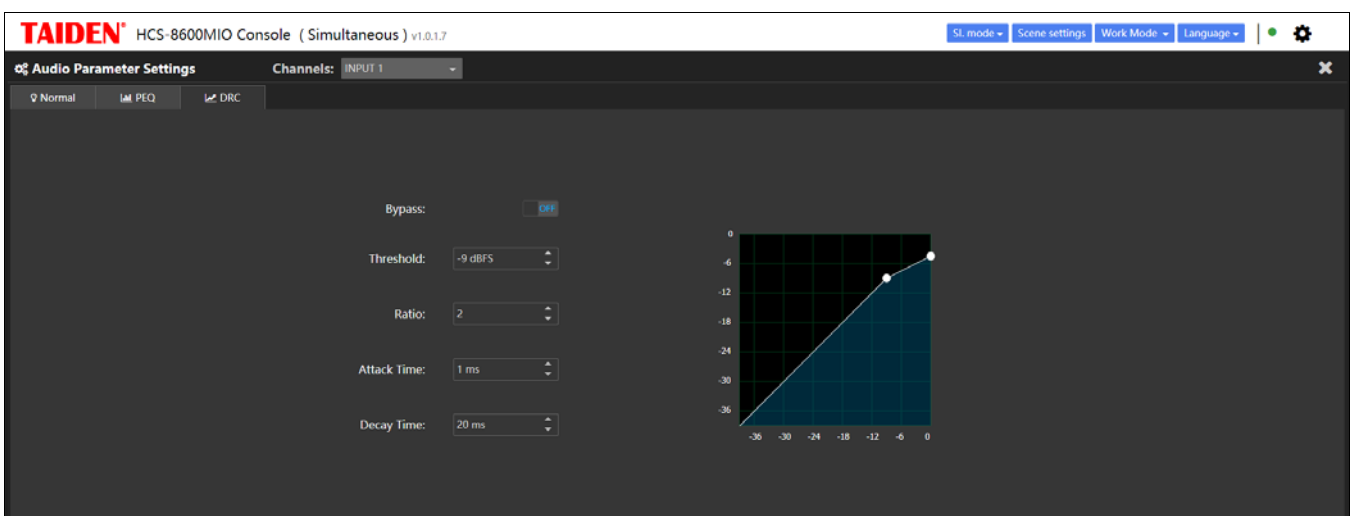 TAIDEN® HCS-8600MIO Console ( Simultaneous ) v1.0.1.7 SI. mode Scene settings Work Mode Language
Audio Parameter Settings Channels: INPUT 1
Normal PEQ DRC
Bypass: OFF
Threshold: -9 dBFS
Ratio: 2
Attack Time: 1 ms
Decay Time: 20 ms
0
-6
-12
-18
-24
-30
-36
-36 -30 -24 -18 -12 -6 0